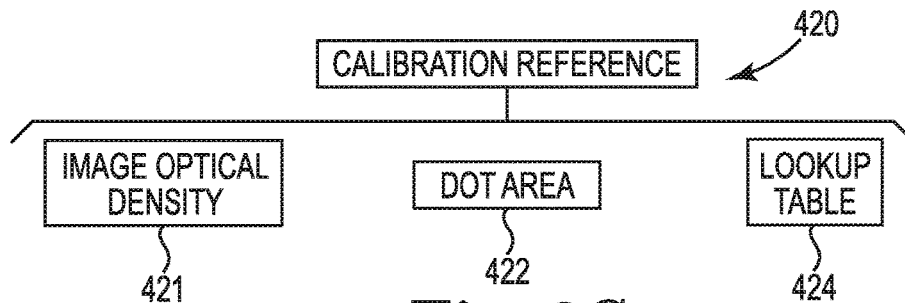 420
CALIBRATION REFERENCE
IMAGE OPTICAL
DENSITY
DOT AREA
LOOKUP
TABLE
421
422
424